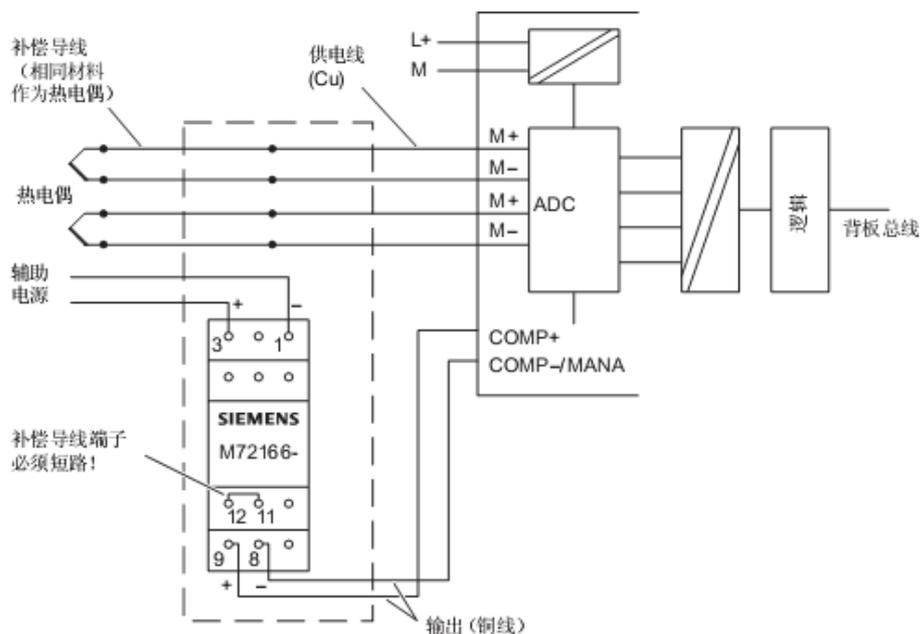 补偿导线
（相同材料
作为热电偶）
供电线
(Cu)
L+
M
M+
M−
M+
M−
ADC
逻辑
背板总线
热电偶
辅助
电源
+
−
3
1
COMP+
COMP−/MANA
SIEMENS
M72166-
补偿导线端子
必须短路！
12
11
9
8
+
−
输出（铜线）